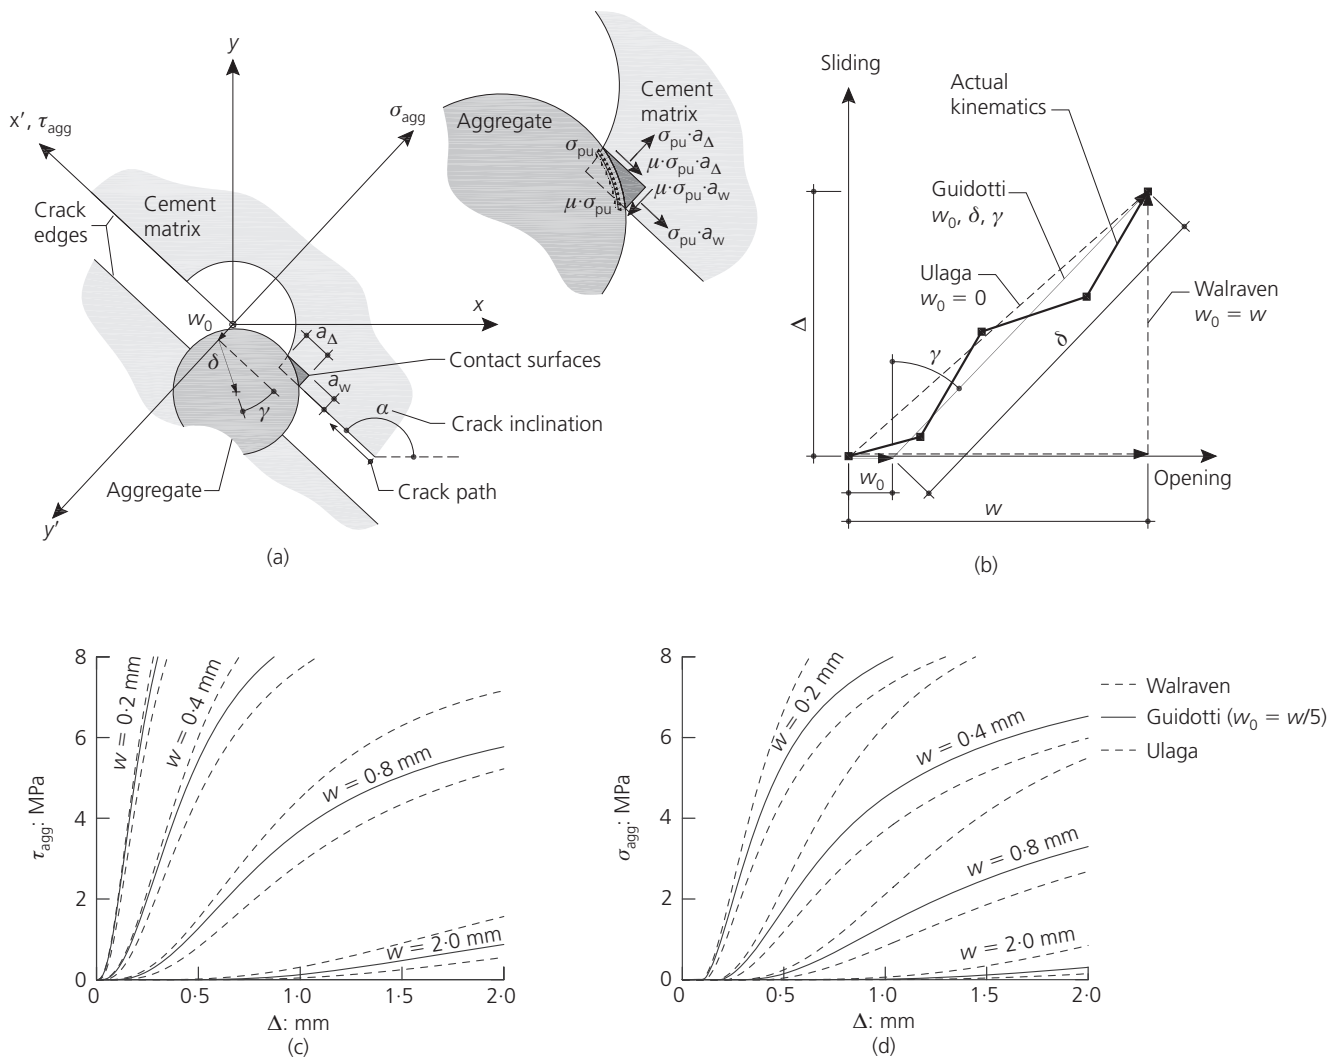 y
x′, τagg
σagg
Cement
matrix
Crack
edges
w0
x
aΔ
Contact surfaces
δ
aw
γ
α
Crack inclination
Aggregate
Crack path
y′
(a)
Aggregate
Cement
matrix
σpu
σpu·aΔ
μ·σpu·aΔ
μ·σpu·aw
μ·σpu
σpu·aw
Sliding
Actual
kinematics
Guidotti
w0, δ, γ
Ulaga
w0 = 0
Walraven
w0 = w
Δ
γ
δ
w0
Opening
w
(b)
8
6
4
2
0
τagg: MPa
w = 0·2 mm
w = 0·4 mm
w = 0·8 mm
w = 2·0 mm
0 0·5 1·0 1·5 2·0
Δ: mm
(c)
8
6
4
2
0
σagg: MPa
w = 0·2 mm
w = 0·4 mm
w = 0·8 mm
w = 2·0 mm
0 0·5 1·0 1·5 2·0
Δ: mm
(d)
Walraven
Guidotti (w0 = w/5)
Ulaga